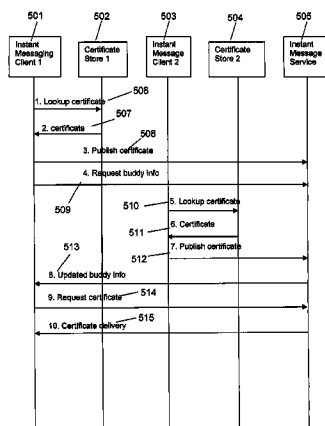 501 502 503 504 505
Instant Messaging Client 1
Certificate Store 1
Instant Message Client 2
Certificate Store 2
Instant Message Service
506
1. Lookup certificate
507
2. certificate
508
3. Publish certificate
4. Request buddy info
509
510
5. Lookup certificate
6. Certificate
511
7. Publish certificate
512
513
8. Updated buddy info
9. Request certificate
514
515
10. Certificate delivery